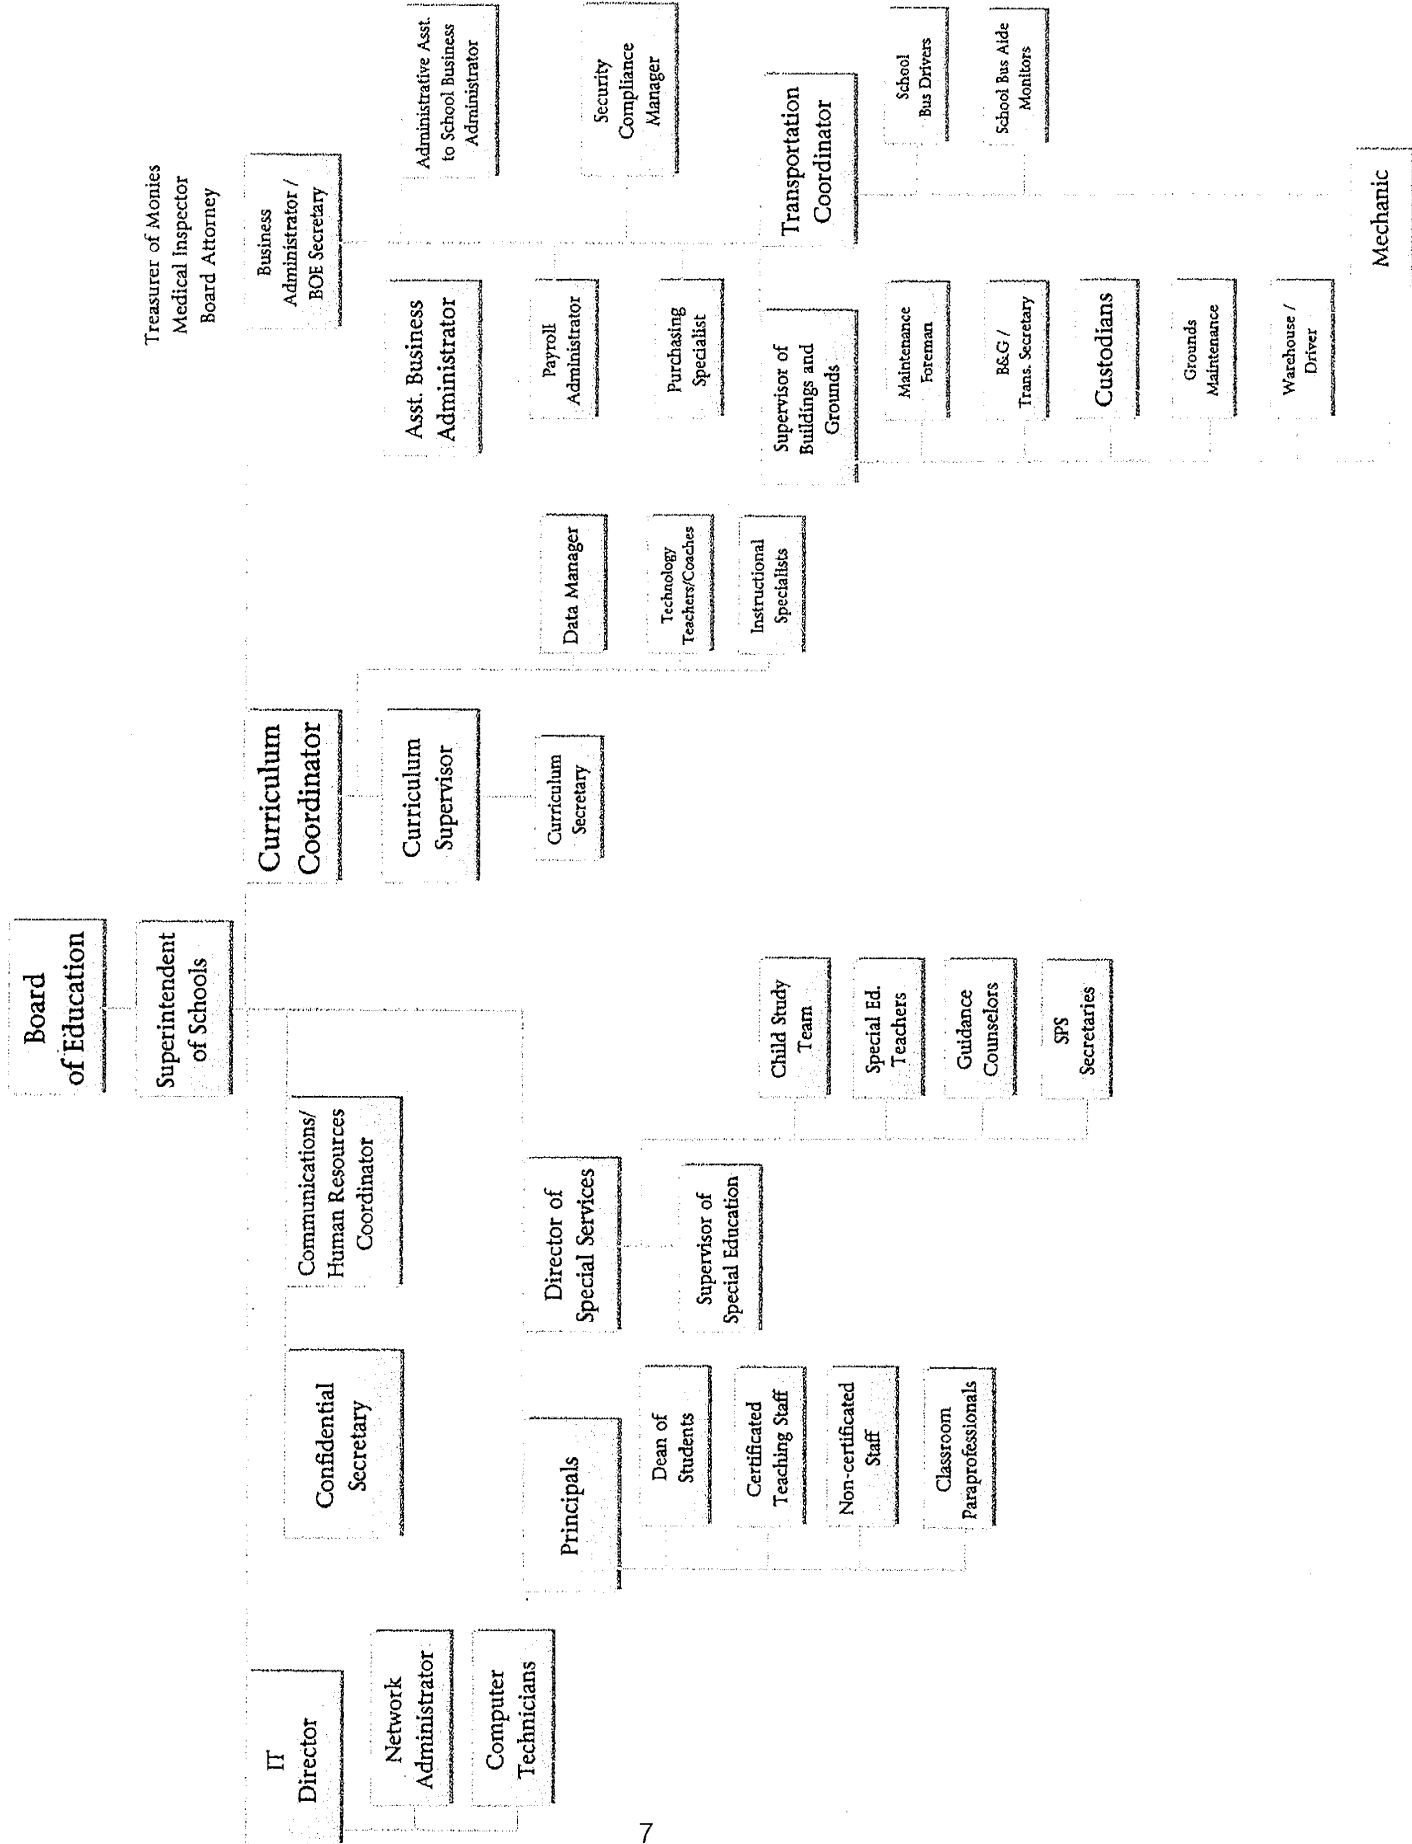 Board
of Education
Superintendent
of Schools
Treasurer of Monies
Medical Inspector
Board Attorney
IT
Director
Network
Administrator
Computer
Technicians
Confidential
Secretary
Communications/
Human Resources
Coordinator
Principals
Dean of
Students
Certificated
Teaching Staff
Non-certificated
Staff
Classroom
Paraprofessionals
Director of
Special Services
Supervisor of
Special Education
Child Study
Team
Special Ed.
Teachers
Guidance
Counselors
SPS
Secretaries
Curriculum
Coordinator
Curriculum
Supervisor
Curriculum
Secretary
Data Manager
Technology
Teachers/Coaches
Instructional
Specialists
Business
Administrator /
BOE Secretary
Asst. Business
Administrator
Administrative Asst.
to School Business
Administrator
Payroll
Administrator
Security
Compliance
Manager
Purchasing
Specialist
Supervisor of
Buildings and
Grounds
Transportation
Coordinator
Maintenance
Foreman
B&G /
Trans. Secretary
Custodians
Grounds
Maintenance
Warehouse /
Driver
School
Bus Drivers
School Bus Aide
Monitors
Mechanic
7